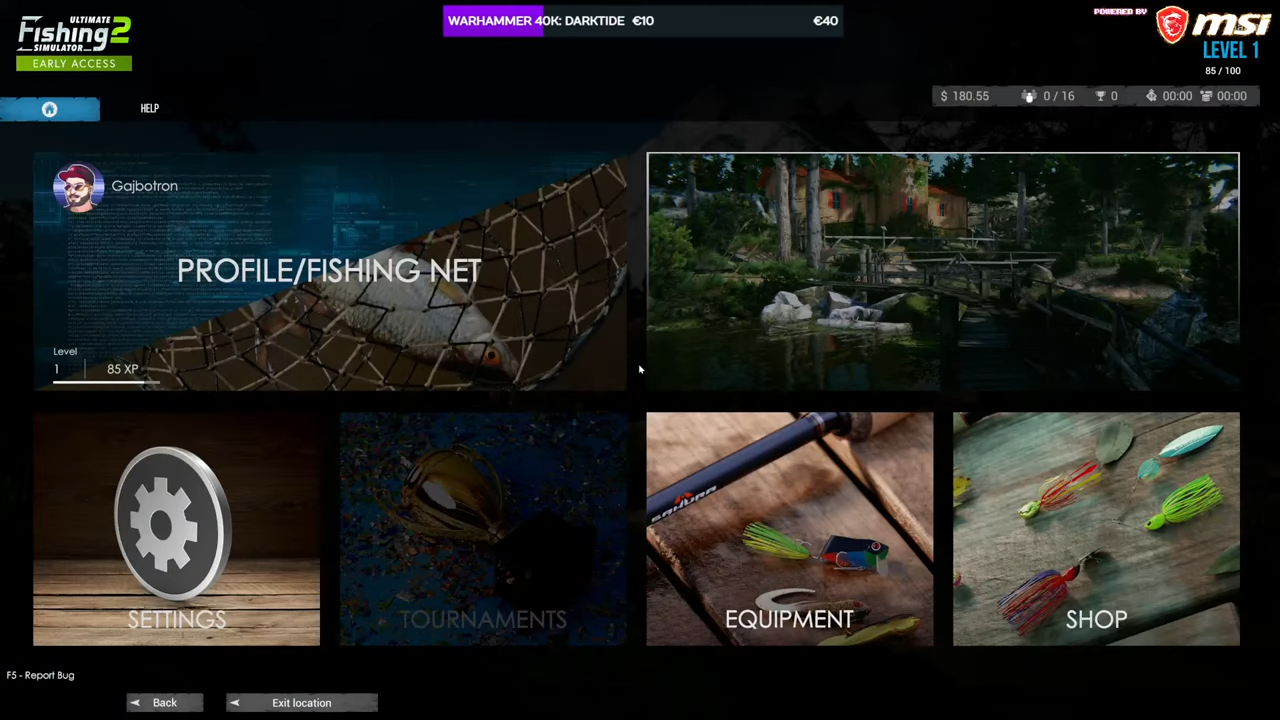 ULTIMATE
Fishing 2
SIMULATOR
EARLY ACCESS
WARHAMMER 40K: DARKTIDE €10 €40
POWERED BY
msi
LEVEL 1
85 / 100
$ 180.55 0 / 16 0 00:00 00:00
HELP
Gajbotron
PROFILE/FISHING NET
Level
1 85 XP
SAKURA
SETTINGS
TOURNAMENTS
EQUIPMENT
SHOP
F5 - Report Bug
Back
Exit location